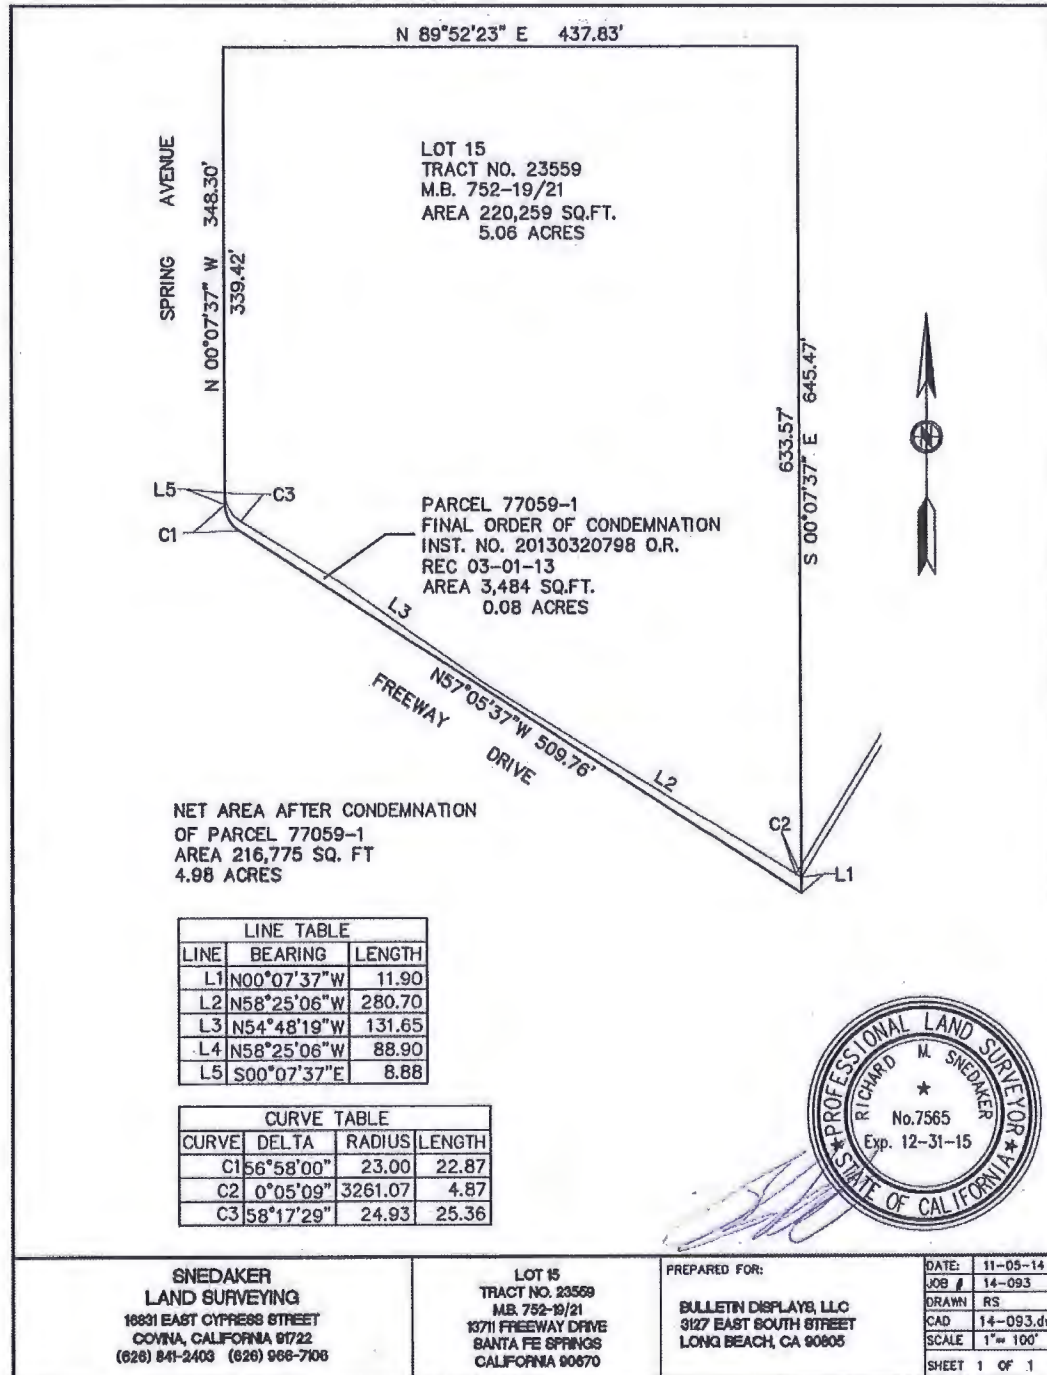 N 89°52'23" E 437.83'
SPRING AVENUE
N 00°07'37" W 348.30'
339.42'
LOT 15
TRACT NO. 23559
M.B. 752-19/21
AREA 220,259 SQ.FT.
5.06 ACRES
633.57'
S 00°07'37" E 645.47'
N
L5
C3
C1
PARCEL 77059-1
FINAL ORDER OF CONDEMNATION
INST. NO. 20130320798 O.R.
REC 03-01-13
AREA 3,484 SQ.FT.
0.08 ACRES
L3
N57°05'37"W 509.76'
FREEWAY DRIVE
L2
C2
L1
NET AREA AFTER CONDEMNATION
OF PARCEL 77059-1
AREA 216,775 SQ. FT
4.98 ACRES
LINE TABLE
LINE BEARING LENGTH
L1 N00°07'37"W 11.90
L2 N58°25'06"W 280.70
L3 N54°48'19"W 131.65
L4 N58°25'06"W 88.90
L5 S00°07'37"E 8.88
CURVE TABLE
CURVE DELTA RADIUS LENGTH
C1 56°58'00" 23.00 22.87
C2 0°05'09" 3261.07 4.87
C3 58°17'29" 24.93 25.36
PROFESSIONAL LAND SURVEYOR
RICHARD M. SNEDAKER
No.7565
Exp. 12-31-15
STATE OF CALIFORNIA
SNEDAKER
LAND SURVEYING
16831 EAST CYPRESS STREET
COVINA, CALIFORNIA 91722
(626) 841-2403 (626) 966-7106
LOT 15
TRACT NO. 23559
M.B. 752-19/21
13711 FREEWAY DRIVE
SANTA FE SPRINGS
CALIFORNIA 90670
PREPARED FOR:
BULLETIN DISPLAYS, LLC
3127 EAST SOUTH STREET
LONG BEACH, CA 90805
DATE: 11-05-14
JOB # 14-093
DRAWN RS
CAD 14-093.dw
SCALE 1"= 100'
SHEET 1 OF 1